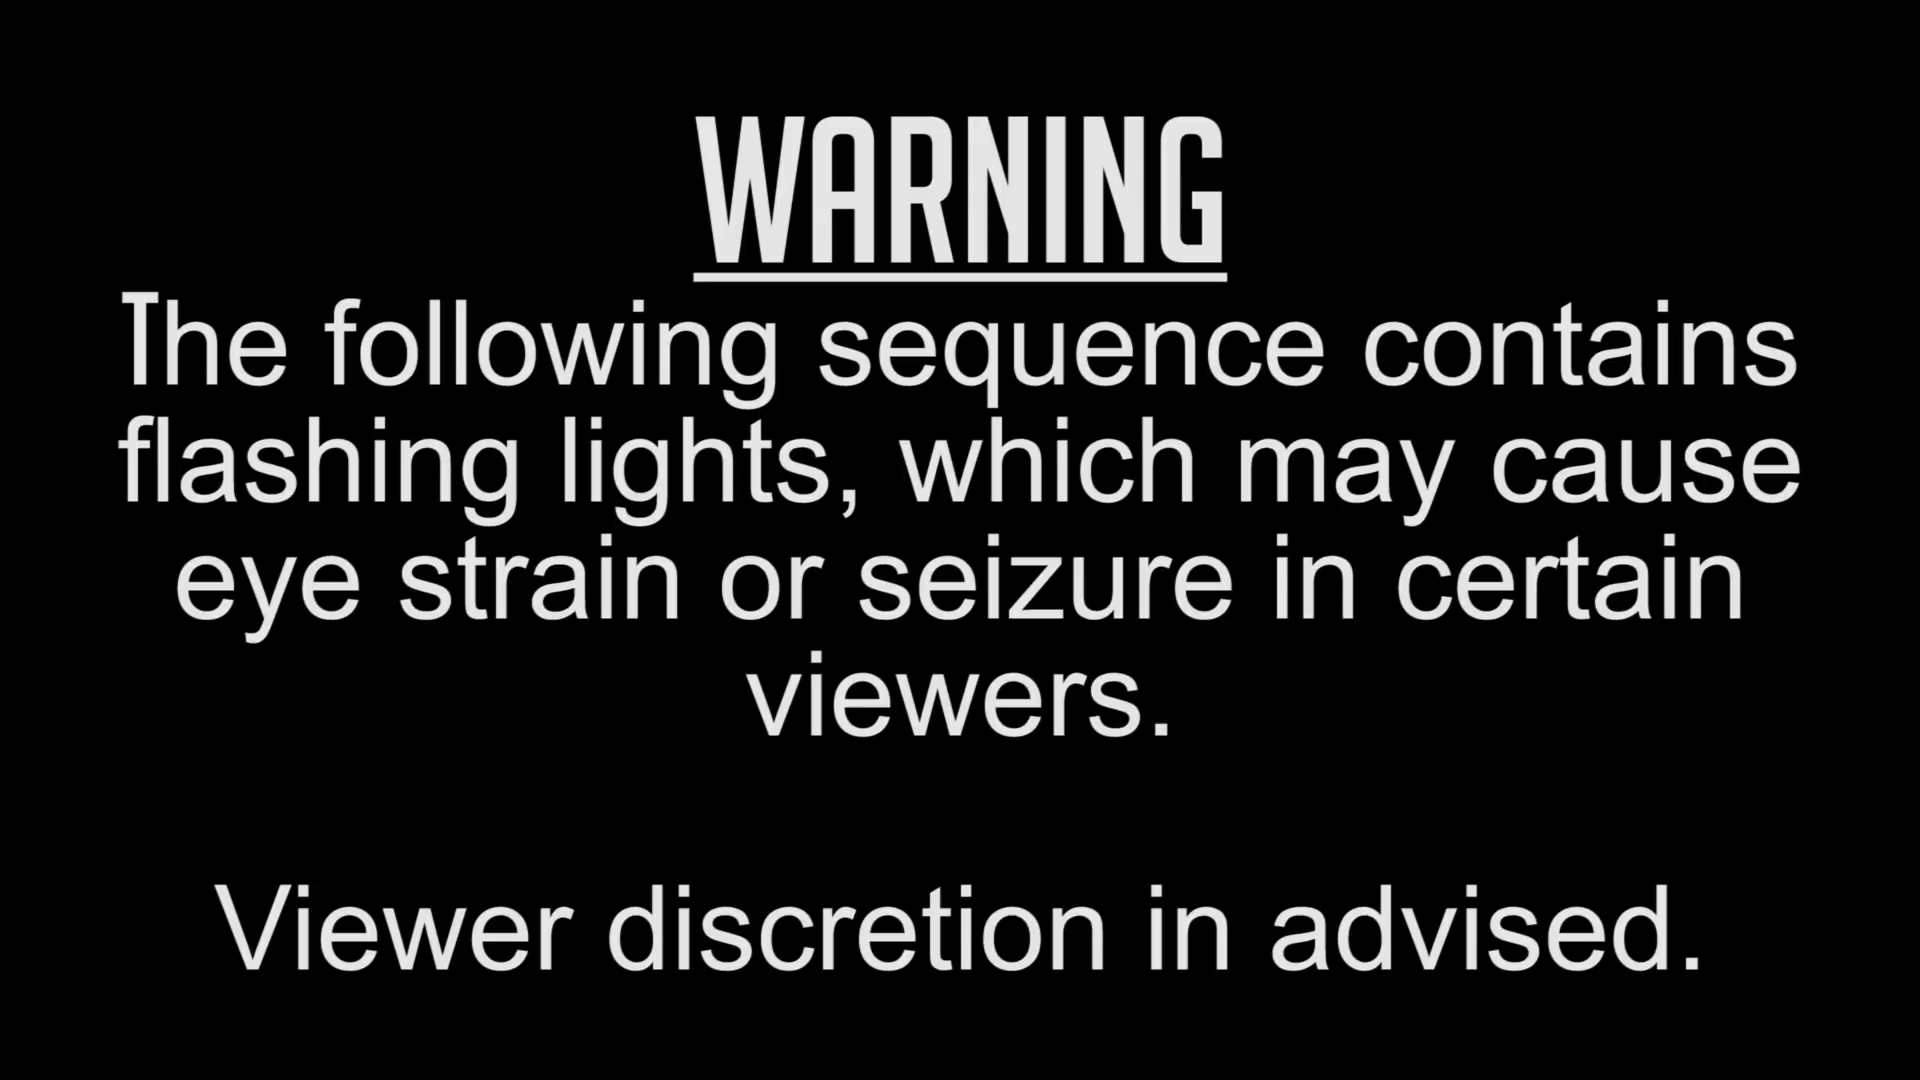 WARNING
The following sequence contains
flashing lights, which may cause
eye strain or seizure in certain
viewers.
Viewer discretion in advised.